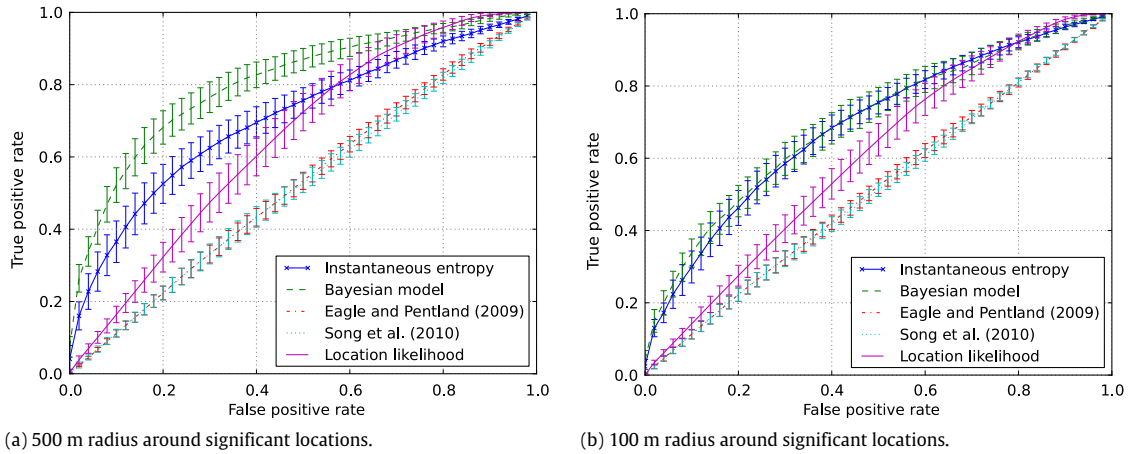 1.0
0.8
0.6
0.4
0.2
0.0
True positive rate
0.0 0.2 0.4 0.6 0.8 1.0
False positive rate
Instantaneous entropy
Bayesian model
Eagle and Pentland (2009)
Song et al. (2010)
Location likelihood
(a) 500 m radius around significant locations.
1.0
0.8
0.6
0.4
0.2
0.0
True positive rate
0.0 0.2 0.4 0.6 0.8 1.0
False positive rate
Instantaneous entropy
Bayesian model
Eagle and Pentland (2009)
Song et al. (2010)
Location likelihood
(b) 100 m radius around significant locations.